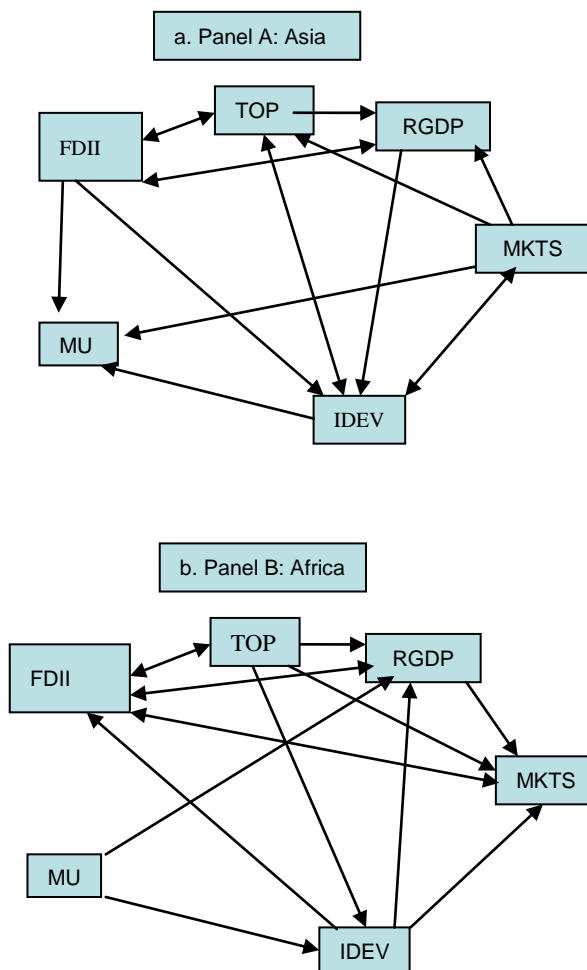 a. Panel A: Asia
TOP
RGDP
FDII
MKTS
MU
IDEV
b. Panel B: Africa
TOP
RGDP
FDII
MKTS
MU
IDEV